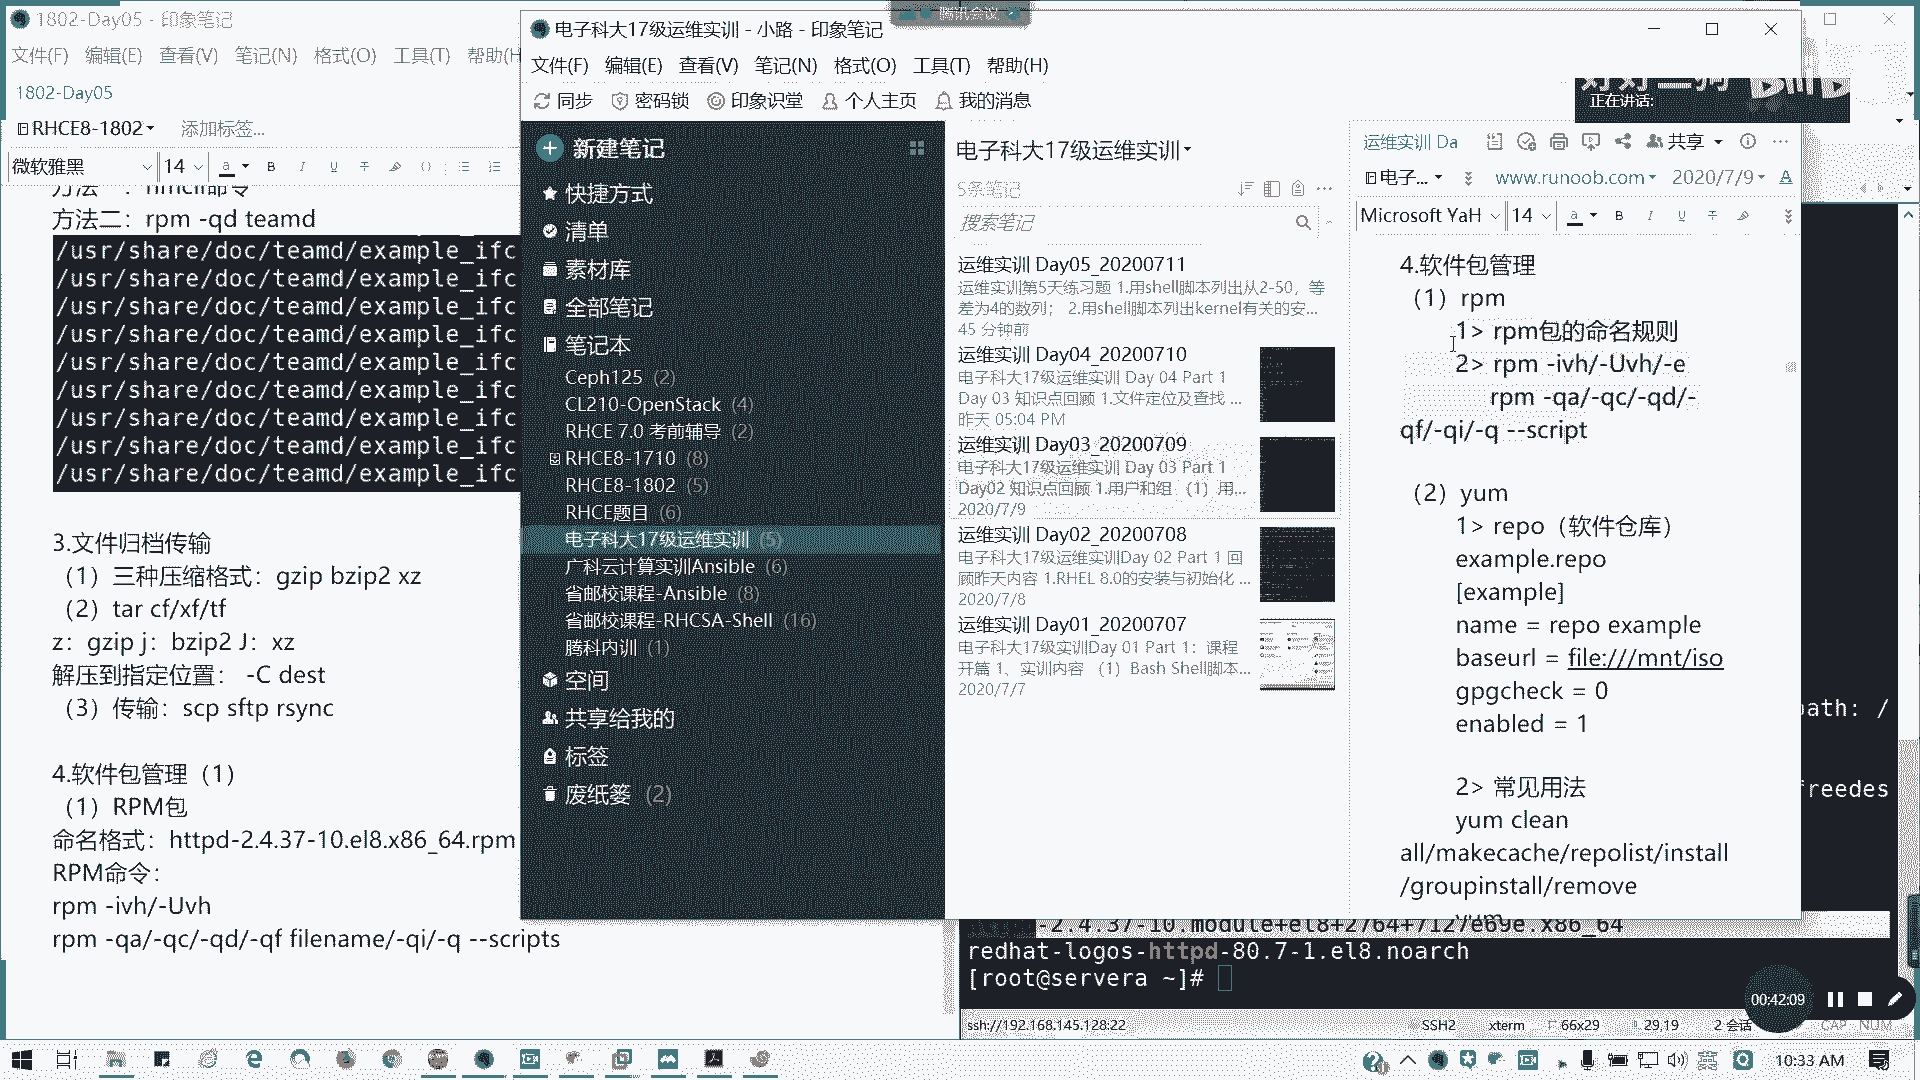 1802-Day05 - 印象笔记
文件(F) 编辑(E) 查看(V) 笔记(N) 格式(O) 工具(T) 帮助(H
1802-Day05
RHCE8-1802 添加标签...
微软雅黑 14
方法二：rpm -qd teamd
/usr/share/doc/teamd/example_ifc
/usr/share/doc/teamd/example_ifc
/usr/share/doc/teamd/example_ifc
/usr/share/doc/teamd/example_ifc
/usr/share/doc/teamd/example_ifc
/usr/share/doc/teamd/example_ifc
/usr/share/doc/teamd/example_ifc
/usr/share/doc/teamd/example_ifc
/usr/share/doc/teamd/example_ifc
3.文件归档传输
（1）三种压缩格式：gzip bzip2 xz
（2）tar cf/xf/tf
z：gzip j：bzip2 J：xz
解压到指定位置： -C dest
（3）传输：scp sftp rsync
4.软件包管理（1）
（1）RPM包
命名格式：httpd-2.4.37-10.el8.x86_64.rpm
RPM命令：
rpm -ivh/-Uvh
rpm -qa/-qc/-qd/-qf filename/-qi/-q --scripts
腾讯会议
电子科大17级运维实训 - 小路 - 印象笔记
文件(F) 编辑(E) 查看(V) 笔记(N) 格式(O) 工具(T) 帮助(H)
同步 密码锁 印象识堂 个人主页 我的消息
新建笔记
快捷方式
清单
素材库
全部笔记
笔记本
Ceph125 (2)
CL210-OpenStack (4)
RHCE 7.0 考前辅导 (2)
RHCE8-1710 (8)
RHCE8-1802 (5)
RHCE题目 (6)
电子科大17级运维实训 (5)
广科云计算实训Ansible (6)
省邮校课程-Ansible (8)
省邮校课程-RHCSA-Shell (16)
腾科内训 (1)
空间
共享给我的
标签
废纸篓 (2)
电子科大17级运维实训
5条笔记
搜索笔记
运维实训 Day05_20200711
运维实训第5天练习题 1.用shell脚本列出从2-50，等
差为4的数列； 2.用shell脚本列出kernel有关的安...
45 分钟前
运维实训 Day04_20200710
电子科大17级运维实训 Day 04 Part 1
Day 03 知识点回顾 1.文件定位及查找 ...
昨天 05:04 PM
运维实训 Day03_20200709
电子科大17级运维实训 Day 03 Part 1
Day02 知识点回顾 1.用户和组 （1）用...
2020/7/9
运维实训 Day02_20200708
电子科大17级运维实训Day 02 Part 1 回
顾昨天内容 1.RHEL 8.0的安装与初始化 ...
2020/7/8
运维实训 Day01_20200707
电子科大17级运维实训Day 01 Part 1：课程
开篇 1、实训内容 （1）Bash Shell脚本...
2020/7/7
正在讲话:
运维实训 Da 共享
电子... www.runoob.com 2020/7/9
Microsoft YaH 14
4.软件包管理
（1）rpm
1> rpm包的命名规则
2> rpm -ivh/-Uvh/-e
rpm -qa/-qc/-qd/-
qf/-qi/-q --script
（2）yum
1> repo（软件仓库）
example.repo
[example]
name = repo example
baseurl = file:///mnt/iso
gpgcheck = 0
enabled = 1
2> 常见用法
yum clean
all/makecache/repolist/install
/groupinstall/remove
yum
path: /
freedes
-2.4.37-10.module+el8+2764+7127e69e.x86_64
redhat-logos-httpd-80.7-1.el8.noarch
[root@servera ~]#
00:42:09
ssh://192.168.145.128:22 SSH2 xterm 66x29 29,19 2 会话 CAP NUM
10:33 AM